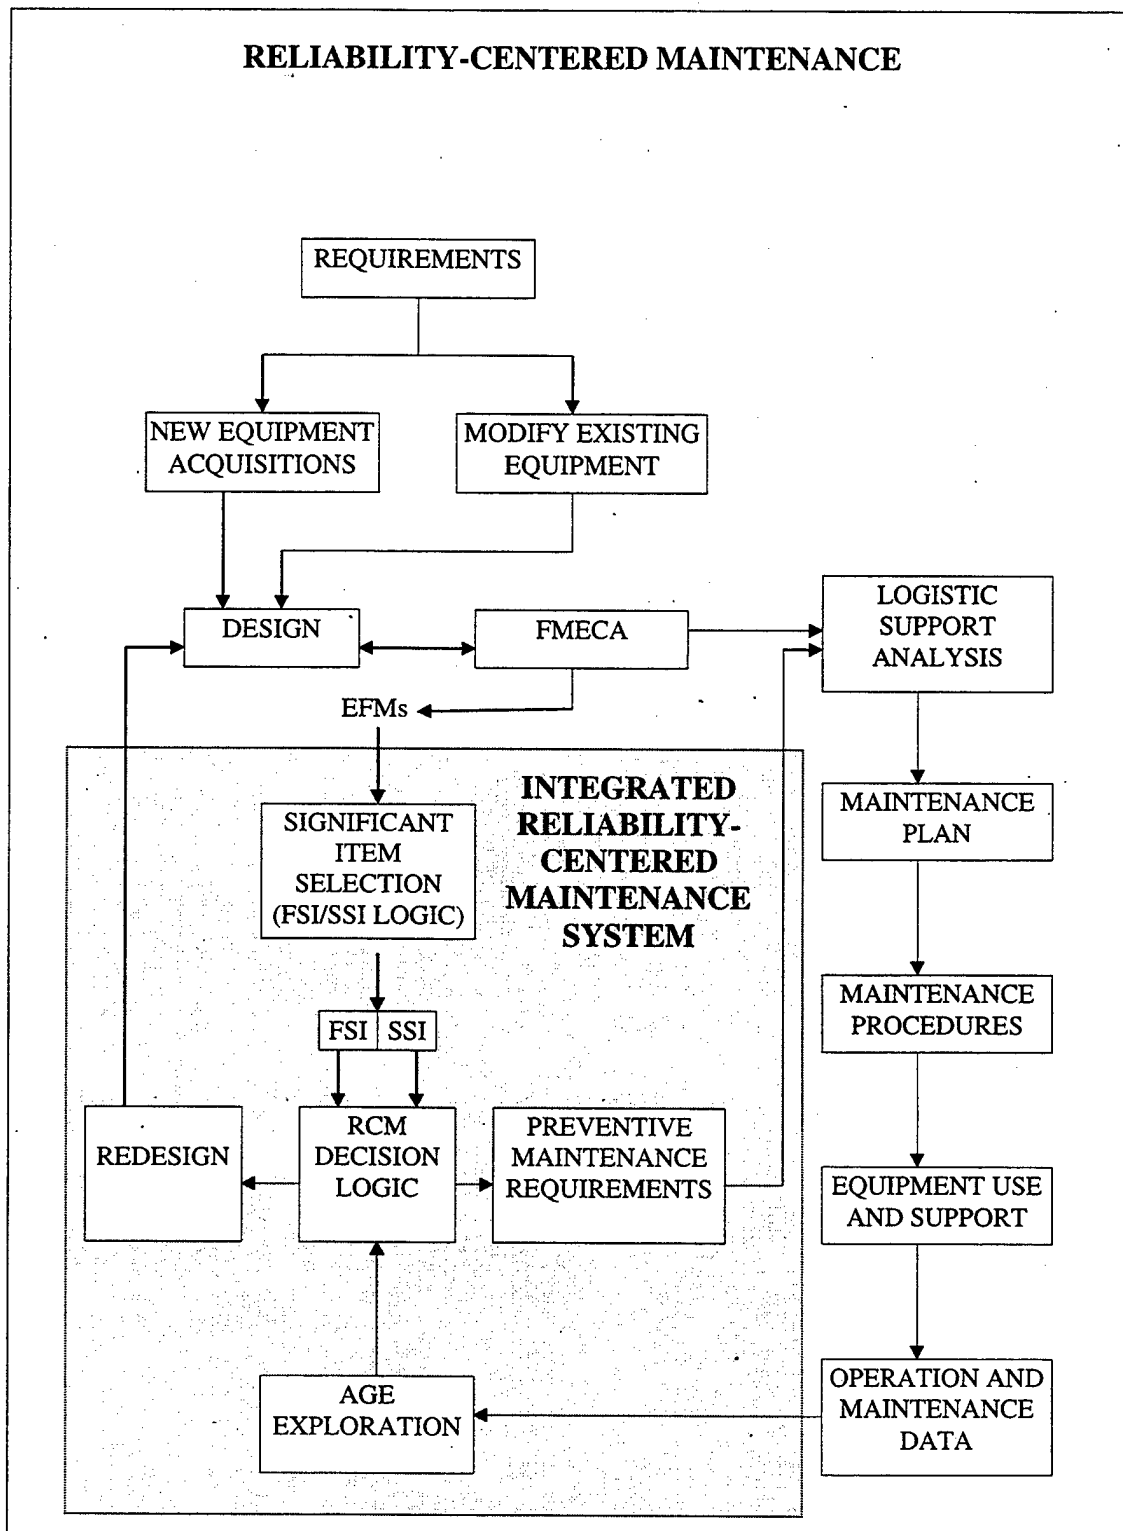 RELIABILITY-CENTERED MAINTENANCE
REQUIREMENTS
NEW EQUIPMENT
ACQUISITIONS
MODIFY EXISTING
EQUIPMENT
DESIGN
FMECA
LOGISTIC
SUPPORT
ANALYSIS
EFMs
INTEGRATED
RELIABILITY-
CENTERED
MAINTENANCE
SYSTEM
SIGNIFICANT
ITEM
SELECTION
(FSI/SSI LOGIC)
MAINTENANCE
PLAN
FSI SSI
MAINTENANCE
PROCEDURES
REDESIGN
RCM
DECISION
LOGIC
PREVENTIVE
MAINTENANCE
REQUIREMENTS
EQUIPMENT USE
AND SUPPORT
AGE
EXPLORATION
OPERATION AND
MAINTENANCE
DATA